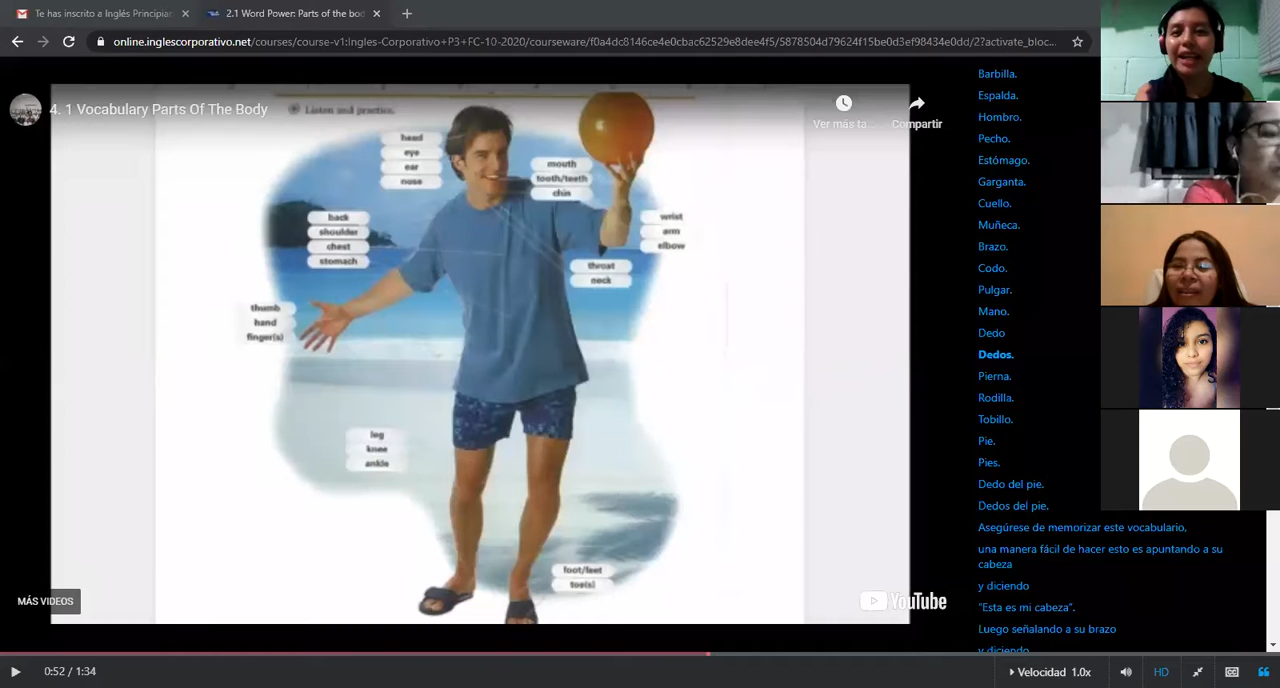 Te has inscrito a Inglés Principian
2.1 Word Power: Parts of the bod
online.inglescorporativo.net/courses/course-v1:Ingles-Corporativo+P3+FC-10-2020/courseware/f0a4dc8146ce4e0cbac62529e8dee4f5/5878504d79624f15be0d3ef98434e0dd/2?activate_bloc...
4. 1 Vocabulary Parts Of The Body
Listen and practice.
Ver más ta...
Compartir
head
eye
ear
nose
mouth
tooth/teeth
chin
back
shoulder
chest
stomach
wrist
arm
elbow
throat
neck
thumb
hand
finger(s)
leg
knee
ankle
foot/feet
toe(s)
MÁS VIDEOS
YouTube
Barbilla.
Espalda.
Hombro.
Pecho.
Estómago.
Garganta.
Cuello.
Muñeca.
Brazo.
Codo.
Pulgar.
Mano.
Dedo
Dedos.
Pierna.
Rodilla.
Tobillo.
Pie.
Pies.
Dedo del pie.
Dedos del pie.
Asegúrese de memorizar este vocabulario,
una manera fácil de hacer esto es apuntando a su
cabeza
y diciendo
"Esta es mi cabeza".
Luego señalando a su brazo
y diciendo
0:52 / 1:34
Velocidad 1.0x
HD
CC